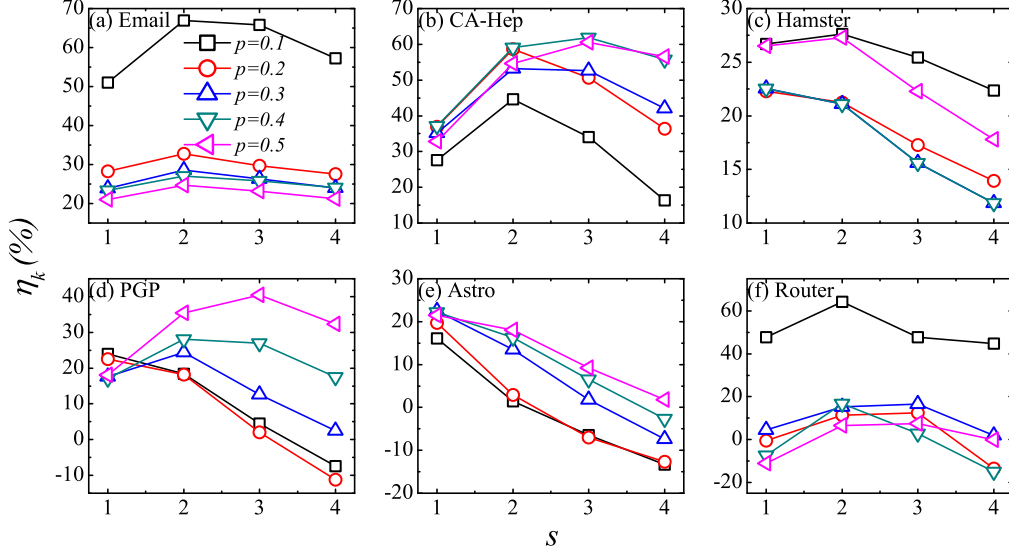 (a) Email
p=0.1
p=0.2
p=0.3
p=0.4
p=0.5
70
60
50
40
30
20
1 2 3 4
(b) CA-Hep
70
60
50
40
30
20
10
1 2 3 4
(c) Hamster
30
25
20
15
10
1 2 3 4
η_k (%)
(d) PGP
40
30
20
10
0
-10
1 2 3 4
(e) Astro
30
20
10
0
-10
-20
1 2 3 4
(f) Router
60
40
20
0
-20
1 2 3 4
s